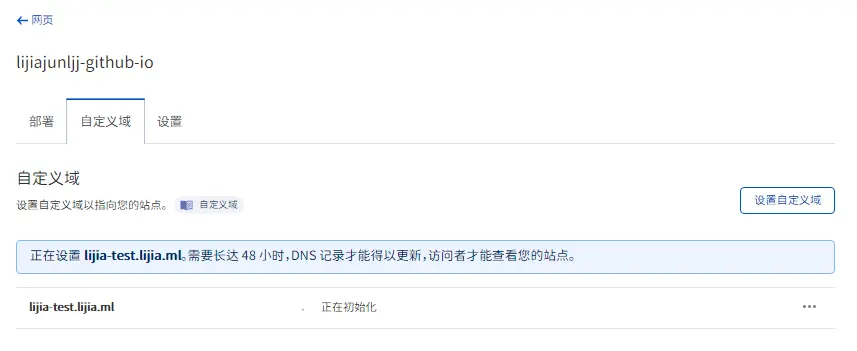 ← 网页
lijiajunljj-github-io
部署 自定义域 设置
自定义域
设置自定义域以指向您的站点。 自定义域
设置自定义域
正在设置 lijia-test.lijia.ml。需要长达 48 小时，DNS 记录才能得以更新，访问者才能查看您的站点。
lijia-test.lijia.ml 正在初始化 •••